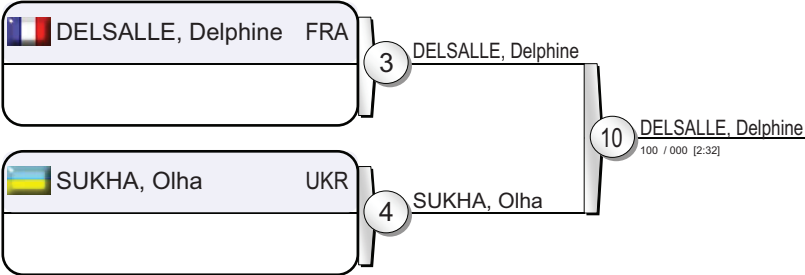 DELSALLE, Delphine FRA
3
DELSALLE, Delphine
10
DELSALLE, Delphine
100 / 000 [2:32]
SUKHA, Olha UKR
4
SUKHA, Olha